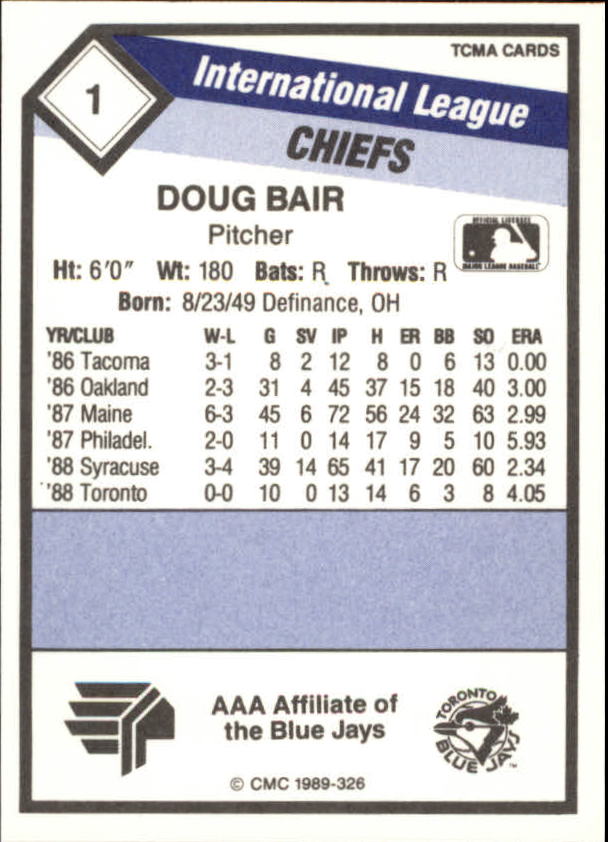 TCMA CARDS
1
International League
CHIEFS
DOUG BAIR
Pitcher
OFFICIAL LICENSEE
MAJOR LEAGUE BASEBALL
Ht: 6'0" Wt: 180 Bats: R Throws: R
Born: 8/23/49 Definance, OH
YR/CLUB W-L G SV IP H ER BB SO ERA
'86 Tacoma 3-1 8 2 12 8 0 6 13 0.00
'86 Oakland 2-3 31 4 45 37 15 18 40 3.00
'87 Maine 6-3 45 6 72 56 24 32 63 2.99
'87 Philadel. 2-0 11 0 14 17 9 5 10 5.93
'88 Syracuse 3-4 39 14 65 41 17 20 60 2.34
'88 Toronto 0-0 10 0 13 14 6 3 8 4.05
AAA Affiliate of
the Blue Jays
TORONTO
BLUE JAYS
™
© CMC 1989-326